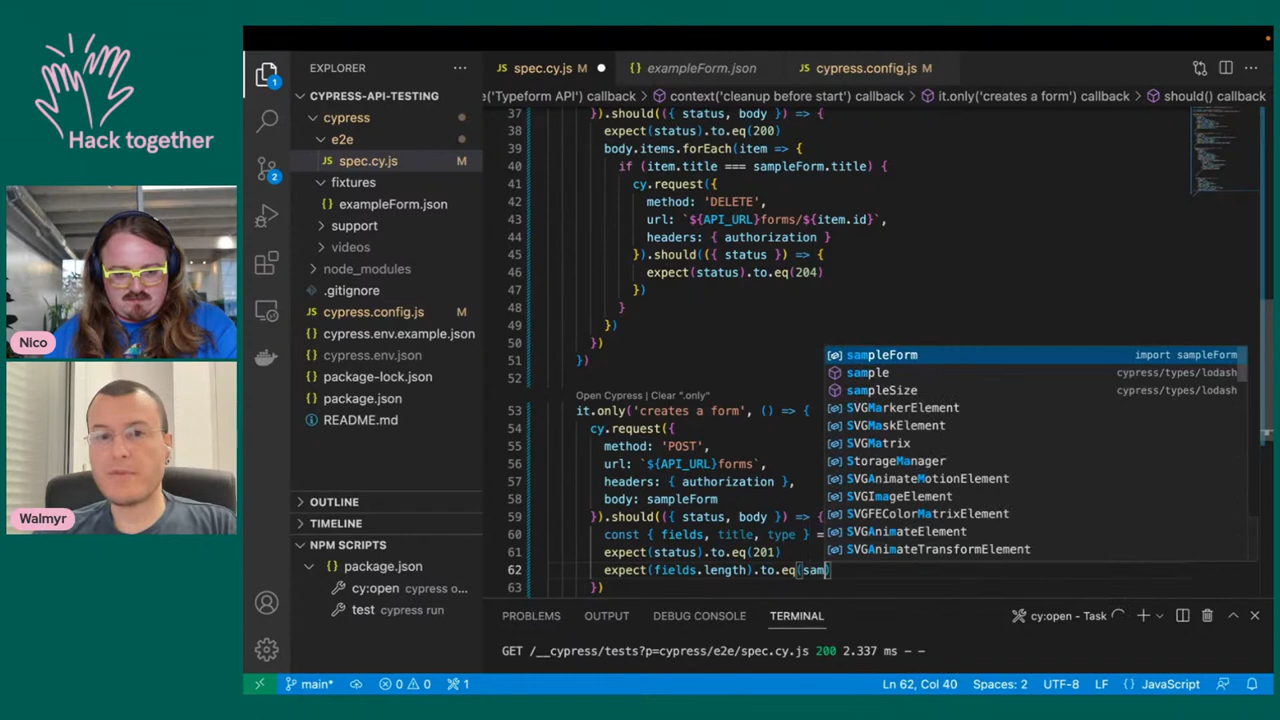 Hack together
Nico
Walmyr
EXPLORER
CYPRESS-API-TESTING
cypress
e2e
JS spec.cy.js M
fixtures
{} exampleForm.json
support
videos
node_modules
.gitignore
JS cypress.config.js M
{} cypress.env.example.json
{} cypress.env.json
{} package-lock.json
{} package.json
README.md
OUTLINE
TIMELINE
NPM SCRIPTS
package.json
cy:open cypress o...
test cypress run
1
2
JS spec.cy.js M
{} exampleForm.json
JS cypress.config.js M
e('Typeform API') callback > context('cleanup before start') callback > it.only('creates a form') callback > should() callback
37 }).should(({ status, body }) => {
38 expect(status).to.eq(200)
39 body.items.forEach(item => {
40 if (item.title === sampleForm.title) {
41 cy.request({
42 method: 'DELETE',
43 url: `${API_URL}forms/${item.id}`,
44 headers: { authorization }
45 }).should(({ status }) => {
46 expect(status).to.eq(204)
47 })
48 }
49 })
50 })
51 })
52
Open Cypress | Clear ".only"
53 it.only('creates a form', () => {
54 cy.request({
55 method: 'POST',
56 url: `${API_URL}forms`,
57 headers: { authorization },
58 body: sampleForm
59 }).should(({ status, body }) => {
60 const { fields, title, type } =
61 expect(status).to.eq(201)
62 expect(fields.length).to.eq(sam)
63 })
sampleForm import sampleForm
sample cypress/types/lodash
sampleSize cypress/types/lodash
SVGMarkerElement
SVGMaskElement
SVGMatrix
StorageManager
SVGAnimateMotionElement
SVGImageElement
SVGFEColorMatrixElement
SVGAnimateElement
SVGAnimateTransformElement
PROBLEMS OUTPUT DEBUG CONSOLE TERMINAL
cy:open - Task
GET /__cypress/tests?p=cypress/e2e/spec.cy.js 200 2.337 ms - -
main* 0 0 1 Ln 62, Col 40 Spaces: 2 UTF-8 LF {} JavaScript